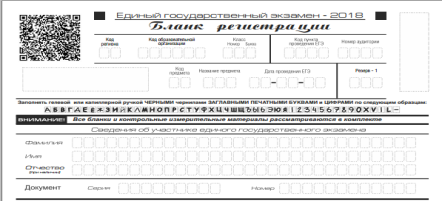 Единый государственный экзамен - 2018
Бланк регистрации
Код региона
Код образовательной организации
Класс Номер Буква
Код пункта проведения ЕГЭ
Номер аудитории
Код предмета
Название предмета
Дата проведения ЕГЭ
Резерв - 1
Заполнять гелевой или капиллярной ручкой ЧЕРНЫМИ чернилами ЗАГЛАВНЫМИ ПЕЧАТНЫМИ БУКВАМИ и ЦИФРАМИ по следующим образцам:
АБВГДЕЁЖЗИЙКЛМНОПРСТУФХЦЧШЩЪЫЬЭЮЯ1234567890XVIL-
ВНИМАНИЕ! Все бланки и контрольные измерительные материалы рассматриваются в комплекте
Сведения об участнике единого государственного экзамена
Фамилия
Имя
Отчество
(при наличии)
Документ Серия Номер